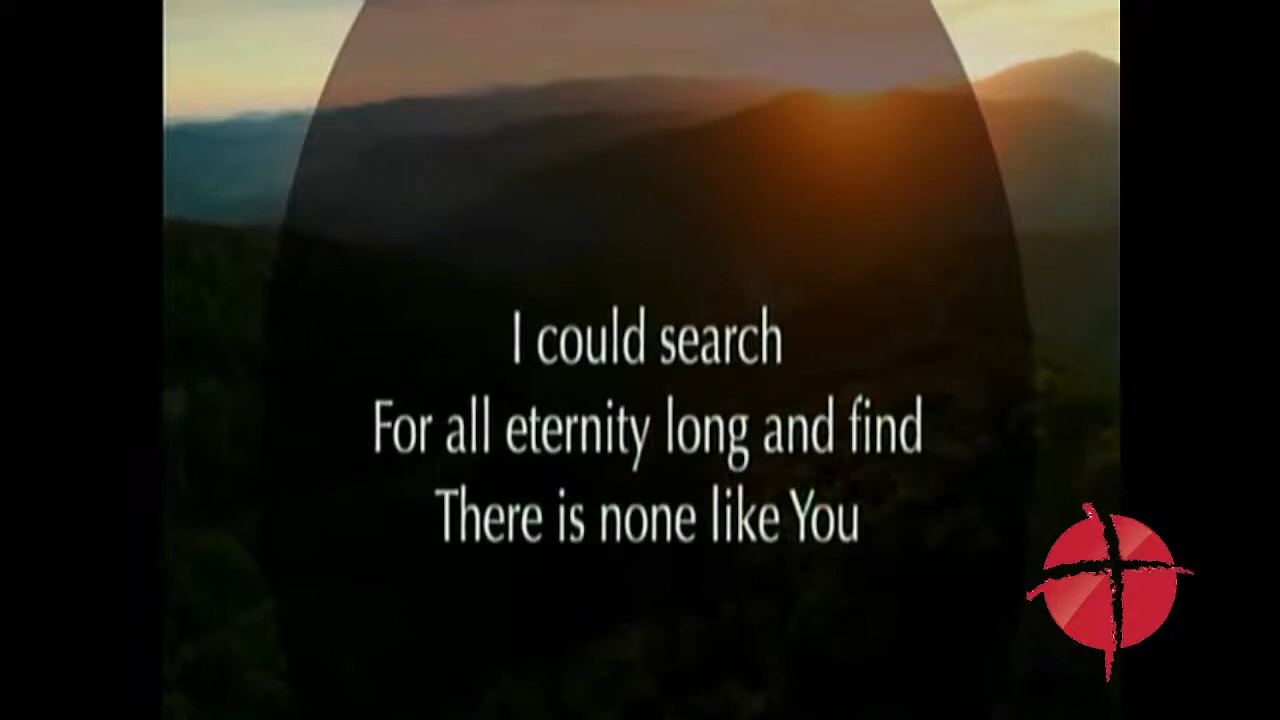 I could search
For all eternity long and find
There is none like You